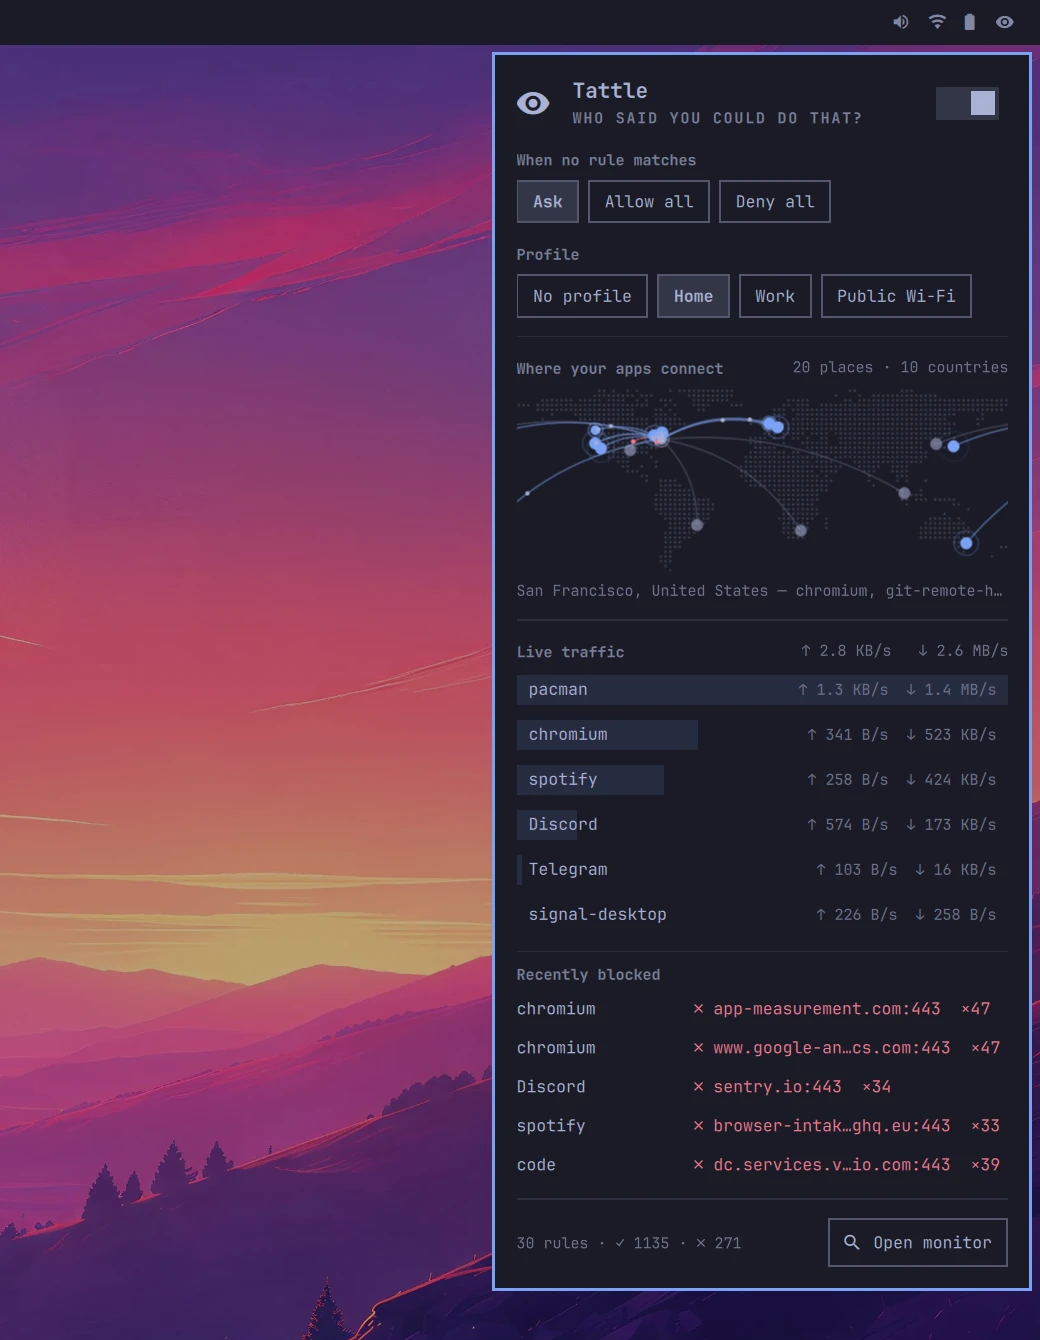 Tattle
WHO SAID YOU COULD DO THAT?
When no rule matches
Ask Allow all Deny all
Profile
No profile Home Work Public Wi-Fi
Where your apps connect 20 places · 10 countries
San Francisco, United States — chromium, git-remote-h…
Live traffic ↑ 2.8 KB/s ↓ 2.6 MB/s
pacman ↑ 1.3 KB/s ↓ 1.4 MB/s
chromium ↑ 341 B/s ↓ 523 KB/s
spotify ↑ 258 B/s ↓ 424 KB/s
Discord ↑ 574 B/s ↓ 173 KB/s
Telegram ↑ 103 B/s ↓ 16 KB/s
signal-desktop ↑ 226 B/s ↓ 258 B/s
Recently blocked
chromium × app-measurement.com:443 ×47
chromium × www.google-an…cs.com:443 ×47
Discord × sentry.io:443 ×34
spotify × browser-intak…ghq.eu:443 ×33
code × dc.services.v…io.com:443 ×39
30 rules · ✓ 1135 · × 271 Open monitor